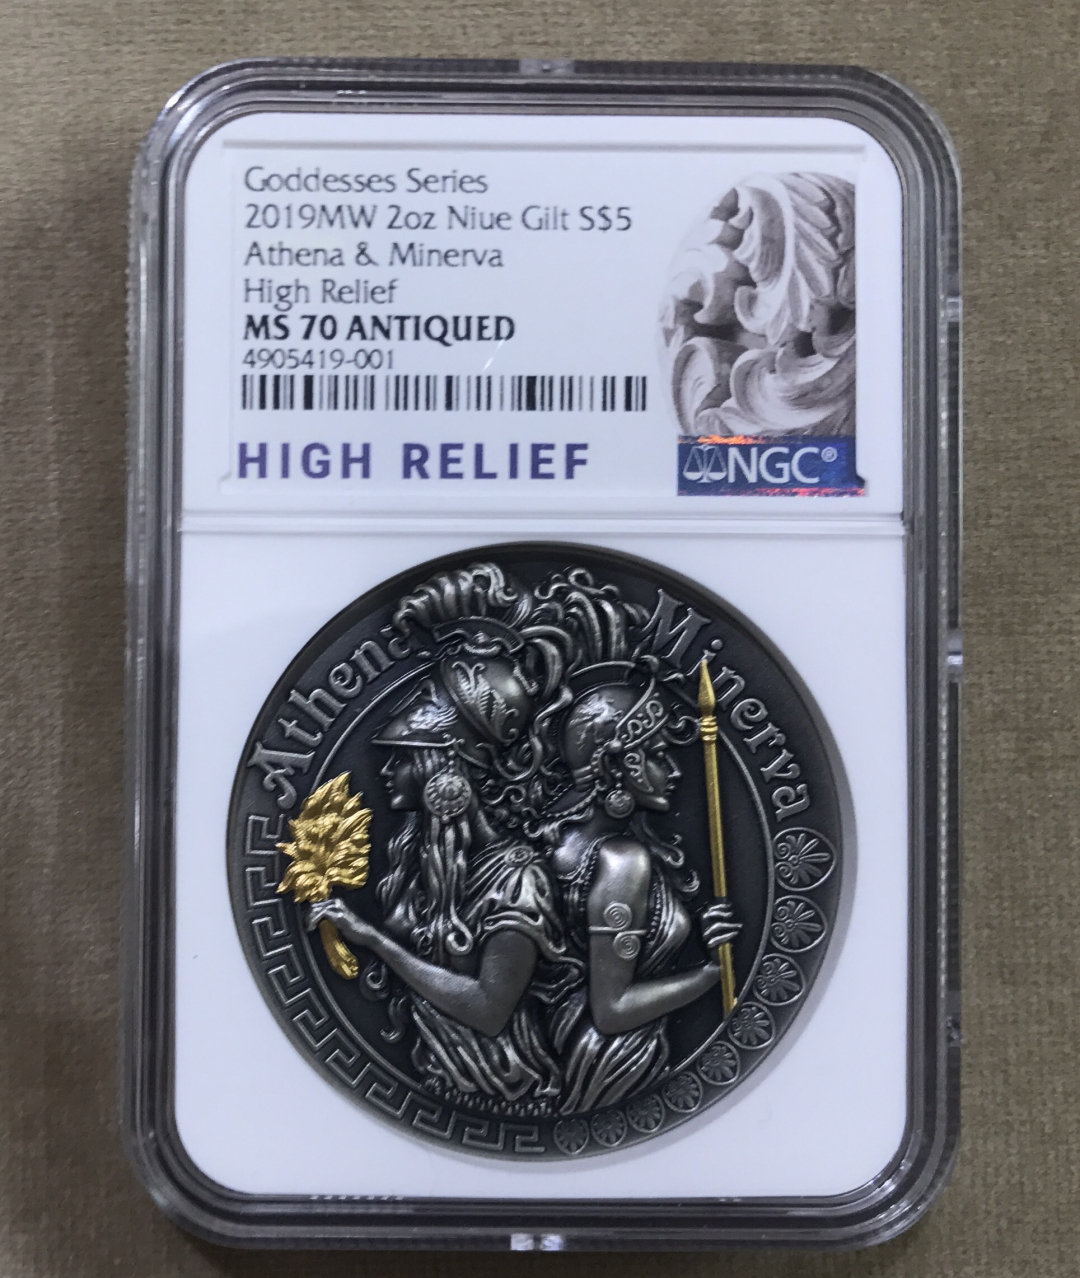 Goddesses Series
2019MW 2oz Niue Gilt S$5
Athena & Minerva
High Relief
MS 70 ANTIQUED
4905419-001
HIGH RELIEF
NGC®
Athena
Minerva